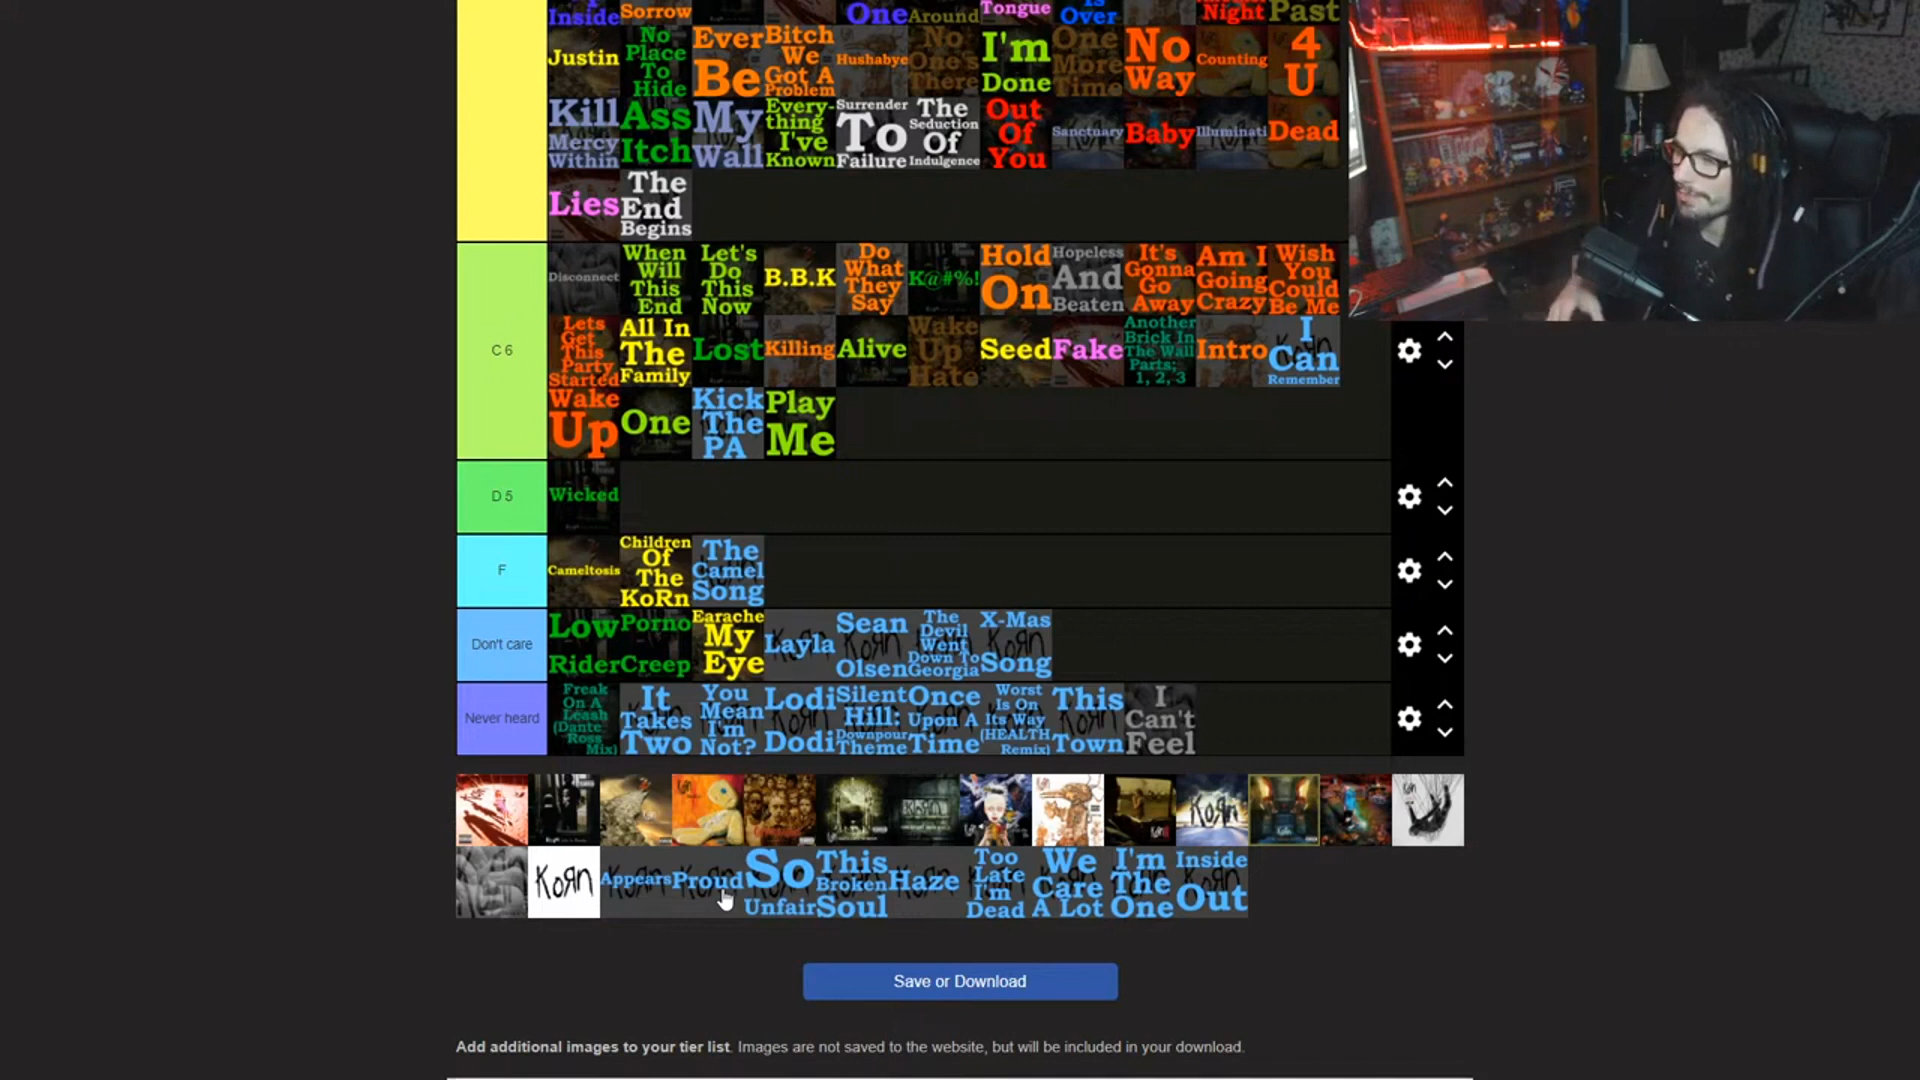 Inside
Sorrow
One
Around
Tongue
Is
Over
Night
Past
Justin
No
Place
To
Hide
Ever
Be
Bitch
We
Got A
Problem
Hushabye
No
One's
There
I'm
Done
One
More
Time
No
Way
Counting
4
U
Kill
Mercy
Within
Ass
Itch
My
Wall
Every-
thing
I've
Known
Surrender
To
Failure
The
Seduction
Of
Indulgence
Out
Of
You
Sanctuary
Baby
Illuminati
Dead
Lies
The
End
Begins
C 6
Disconnect
When
Will
This
End
Let's
Do
This
Now
B.B.K
Do
What
They
Say
K@#%!
Hold
On
Hopeless
And
Beaten
It's
Gonna
Go
Away
Am I
Going
Crazy
Wish
You
Could
Be Me
Lets
Get
This
Party
Started
All In
The
Family
Lost
Killing
Alive
Wake
Up
Hate
Seed
Fake
Another
Brick In
The Wall
Parts;
1, 2, 3
Intro
I
Can
Remember
Wake
Up
One
Kick
The
PA
Play
Me
D 5
Wicked
F
Cameltosis
Children
Of
The
KoRn
The
Camel
Song
Don't care
Low
Rider
Porno
Creep
Earache
My
Eye
Layla
Sean
Olsen
The
Devil
Went
Down To
Georgia
X-Mas
Song
Never heard
Freak
On A
Leash
(Dante
Ross
Mix)
It
Takes
Two
You
Mean
I'm
Not?
Lodi
Dodi
Silent
Hill:
Downpour
Theme
Once
Upon A
Time
Worst
Is On
Its Way
(HEALTH
Remix)
This
Town
I
Can't
Feel
KoЯn
Appears
Proud
So
Unfair
This
Broken
Soul
Haze
Too
Late
I'm
Dead
We
Care
A Lot
I'm
The
One
Inside
Out
Save or Download
Add additional images to your tier list. Images are not saved to the website, but will be included in your download.